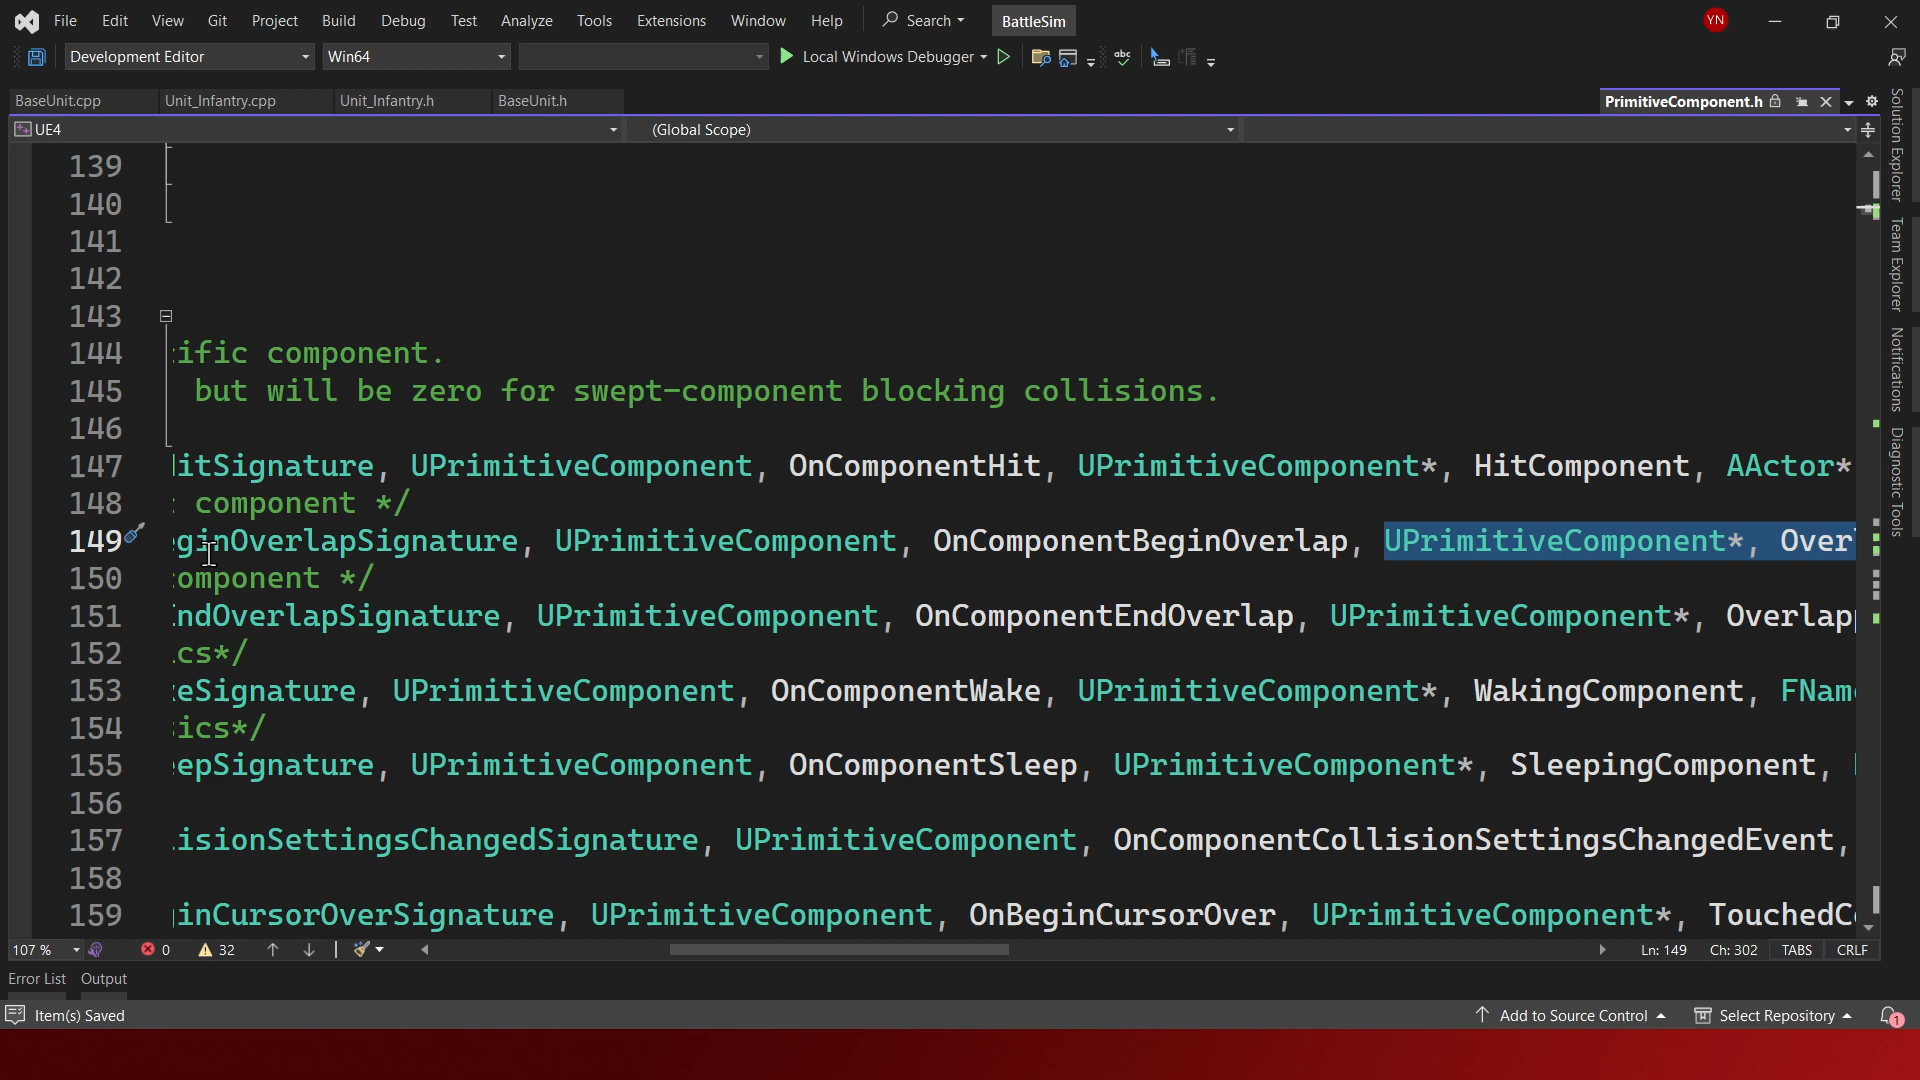 File Edit View Git Project Build Debug Test Analyze Tools Extensions Window Help Search BattleSim YN
Development Editor Win64 Local Windows Debugger
BaseUnit.cpp Unit_Infantry.cpp Unit_Infantry.h BaseUnit.h PrimitiveComponent.h
UE4 (Global Scope)
139
140
141
142
143
144 ific component.
145 but will be zero for swept-component blocking collisions.
146
147 itSignature, UPrimitiveComponent, OnComponentHit, UPrimitiveComponent*, HitComponent, AActor*
148 component */
149 ginOverlapSignature, UPrimitiveComponent, OnComponentBeginOverlap, UPrimitiveComponent*, Over
150 omponent */
151 ndOverlapSignature, UPrimitiveComponent, OnComponentEndOverlap, UPrimitiveComponent*, Overlap
152 cs*/
153 eSignature, UPrimitiveComponent, OnComponentWake, UPrimitiveComponent*, WakingComponent, FNam
154 ics*/
155 epSignature, UPrimitiveComponent, OnComponentSleep, UPrimitiveComponent*, SleepingComponent,
156
157 isionSettingsChangedSignature, UPrimitiveComponent, OnComponentCollisionSettingsChangedEvent,
158
159 inCursorOverSignature, UPrimitiveComponent, OnBeginCursorOver, UPrimitiveComponent*, TouchedC
Solution Explorer
Team Explorer
Notifications
Diagnostic Tools
107 % 0 32 Ln: 149 Ch: 302 TABS CRLF
Error List Output
Item(s) Saved Add to Source Control Select Repository 1